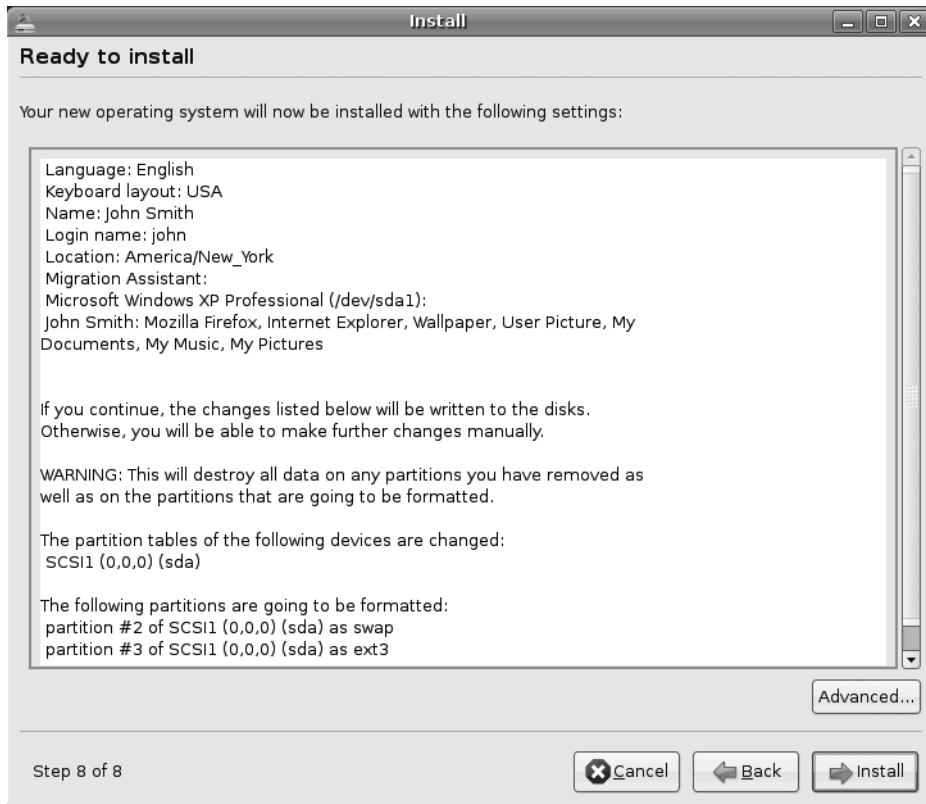 Install
Ready to install
Your new operating system will now be installed with the following settings:
Language: English
Keyboard layout: USA
Name: John Smith
Login name: john
Location: America/New_York
Migration Assistant:
Microsoft Windows XP Professional (/dev/sda1):
John Smith: Mozilla Firefox, Internet Explorer, Wallpaper, User Picture, My
Documents, My Music, My Pictures
If you continue, the changes listed below will be written to the disks.
Otherwise, you will be able to make further changes manually.
WARNING: This will destroy all data on any partitions you have removed as
well as on the partitions that are going to be formatted.
The partition tables of the following devices are changed:
SCSI1 (0,0,0) (sda)
The following partitions are going to be formatted:
partition #2 of SCSI1 (0,0,0) (sda) as swap
partition #3 of SCSI1 (0,0,0) (sda) as ext3
Advanced...
Step 8 of 8
Cancel
Back
Install